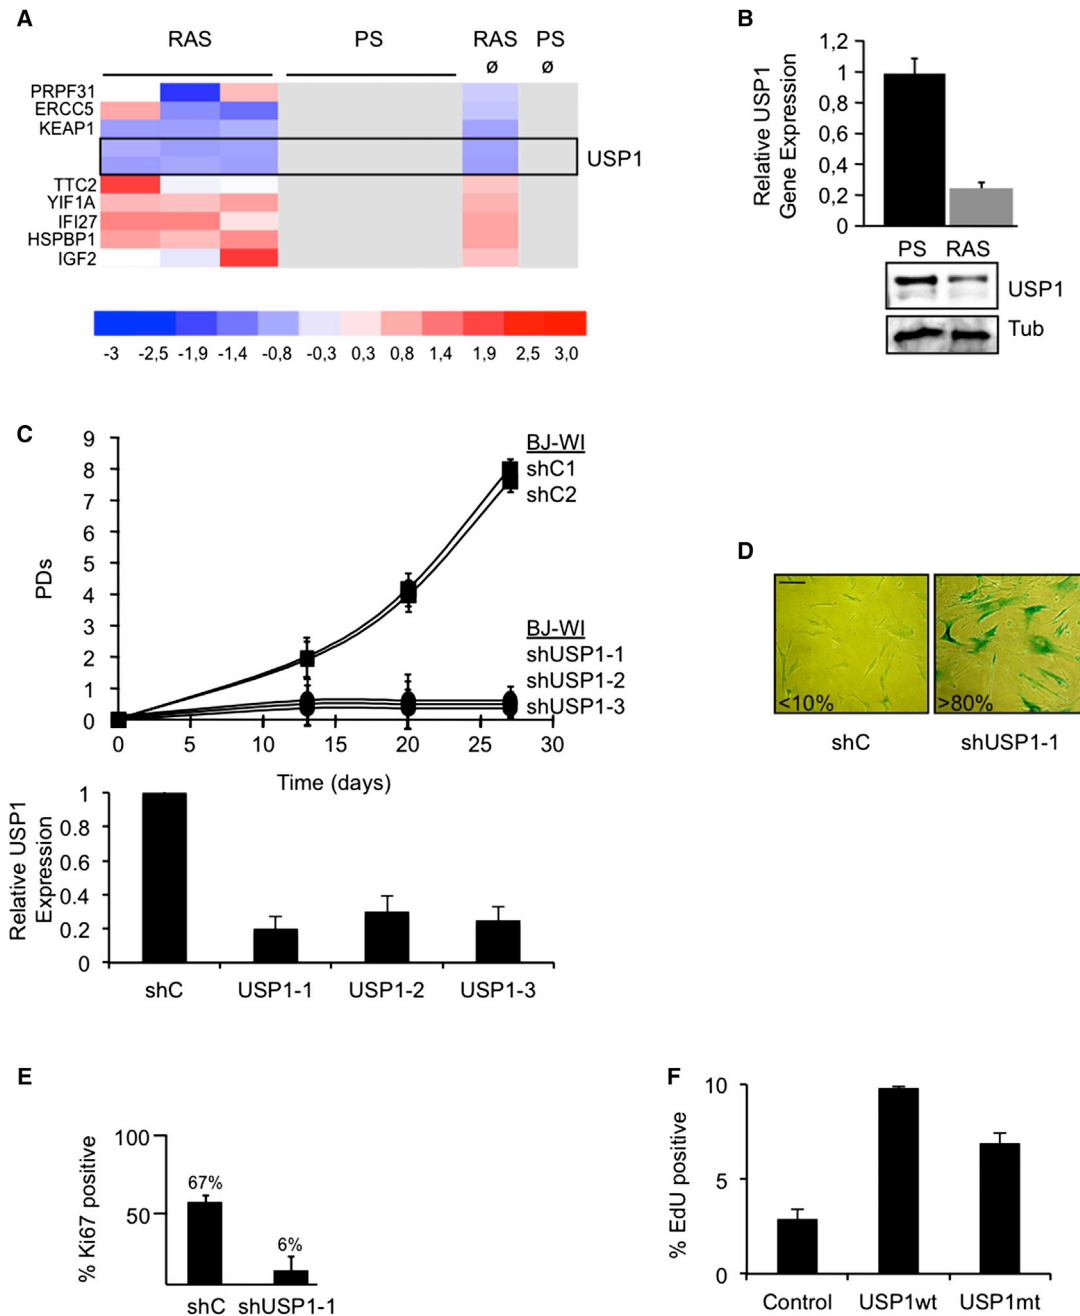 A
RAS
PS
RAS
ø
PS
ø
PRPF31
ERCC5
KEAP1
USP1
TTC2
YIF1A
IFI27
HSPBP1
IGF2
-3 -2,5 -1,9 -1,4 -0,8 -0,3 0,3 0,8 1,4 1,9 2,5 3,0
B
Relative USP1
Gene Expression
1,2
1
0,8
0,6
0,4
0,2
0
PS RAS
USP1
Tub
C
PDs
9
8
7
6
5
4
3
2
1
0
BJ-WI
shC1
shC2
BJ-WI
shUSP1-1
shUSP1-2
shUSP1-3
0 5 10 15 20 25 30
Time (days)
Relative USP1
Expression
1
0.8
0.6
0.4
0.2
0
shC USP1-1 USP1-2 USP1-3
D
<10%
>80%
shC shUSP1-1
E
% Ki67 positive
100
50
67%
6%
shC shUSP1-1
F
% EdU positive
10
5
0
Control USP1wt USP1mt